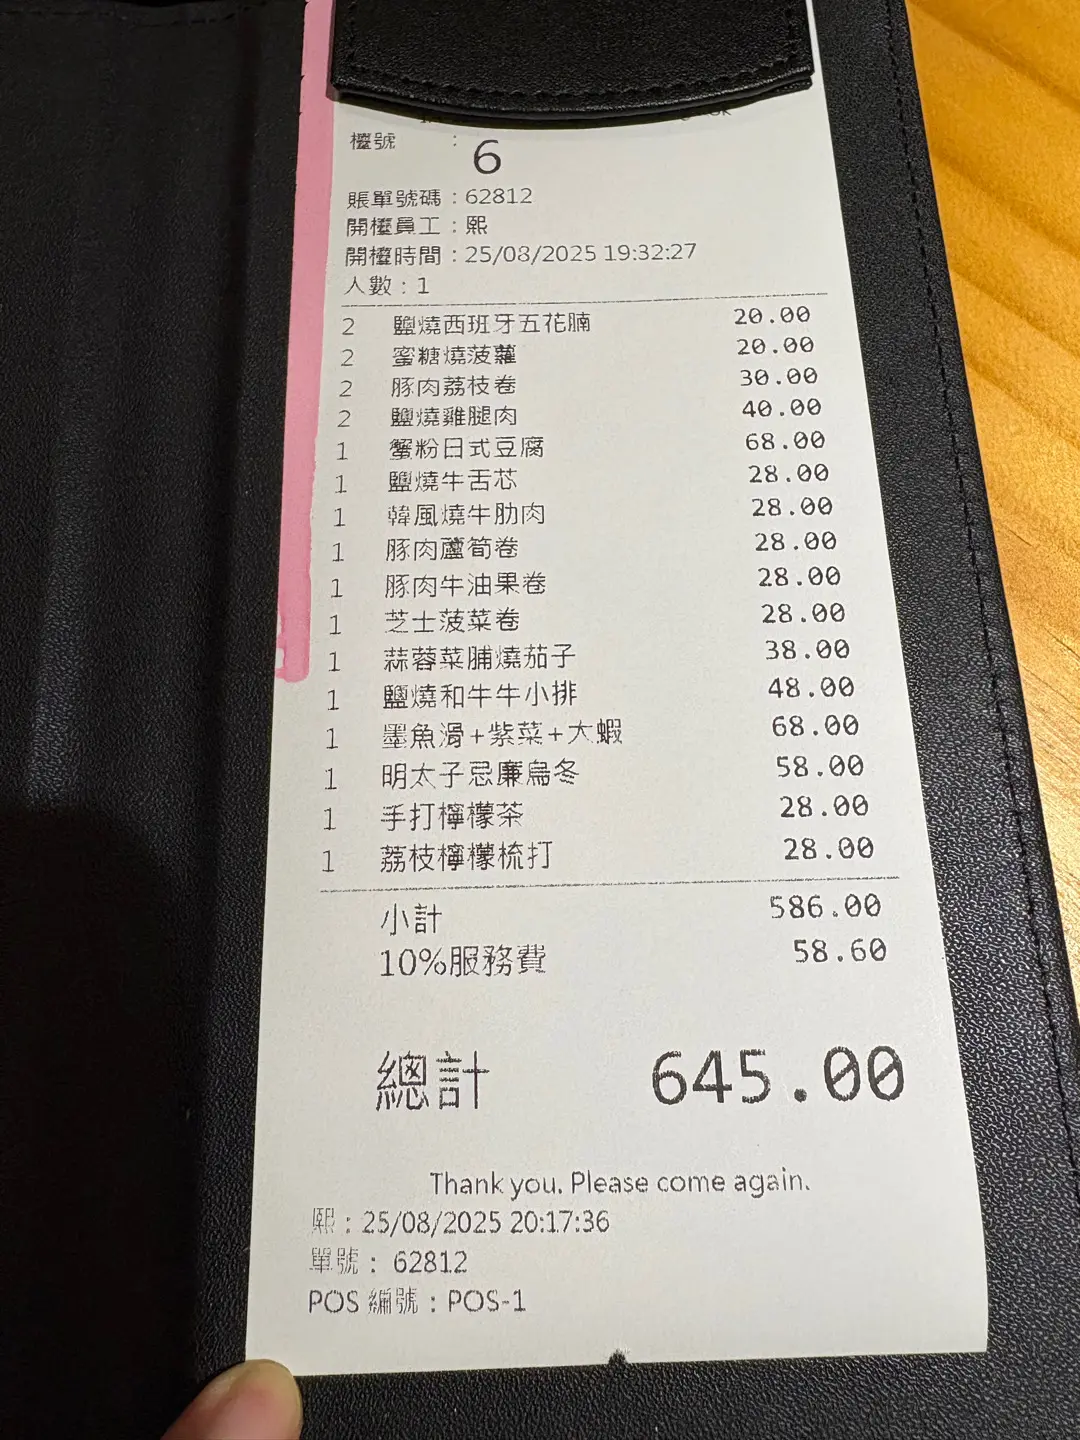 檯號 : 6
賬單號碼 : 62812
開檯員工 : 熙
開檯時間 : 25/08/2025 19:32:27
人數 : 1
2 鹽燒西班牙五花腩 20.00
2 蜜糖燒菠蘿 20.00
2 豚肉荔枝卷 30.00
2 鹽燒雞腿肉 40.00
1 蟹粉日式豆腐 68.00
1 鹽燒牛舌芯 28.00
1 韓風燒牛肋肉 28.00
1 豚肉蘆筍卷 28.00
1 豚肉牛油果卷 28.00
1 芝士菠菜卷 28.00
1 蒜蓉菜脯燒茄子 38.00
1 鹽燒和牛牛小排 48.00
1 墨魚滑+紫菜+大蝦 68.00
1 明太子忌廉烏冬 58.00
1 手打檸檬茶 28.00
1 荔枝檸檬梳打 28.00
小計 586.00
10%服務費 58.60
總計 645.00
Thank you. Please come again.
熙 : 25/08/2025 20:17:36
單號 : 62812
POS 編號 : POS-1